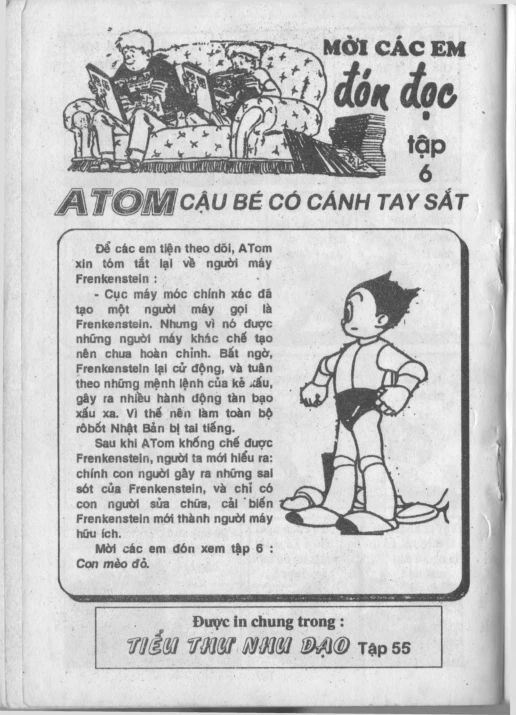 MỜI CÁC EM
đón đọc
tập
6
ATOM CẬU BÉ CÓ CÁNH TAY SẮT
Để các em tiện theo dõi, ATom
xin tóm tắt lại về người máy
Frenkenstein :
- Cục máy móc chính xác đã
tạo một người máy gọi là
Frenkenstein. Nhưng vì nó được
những người máy khác chế tạo
nên chưa hoàn chỉnh. Bất ngờ,
Frenkenstein lại cử động, và tuân
theo những mệnh lệnh của kẻ xấu,
gây ra nhiều hành động tàn bạo
xấu xa. Vì thế nên làm toàn bộ
rôbốt Nhật Bản bị tai tiếng.
Sau khi ATom khống chế được
Frenkenstein, người ta mới hiểu ra:
chính con người gây ra những sai
sót của Frenkenstein, và chỉ có
con người sửa chữa, cải biến
Frenkenstein mới thành người máy
hữu ích.
Mời các em đón xem tập 6 :
Con mèo đỏ.
Được in chung trong :
TIỂU THƯ NHU ĐẠO Tập 55